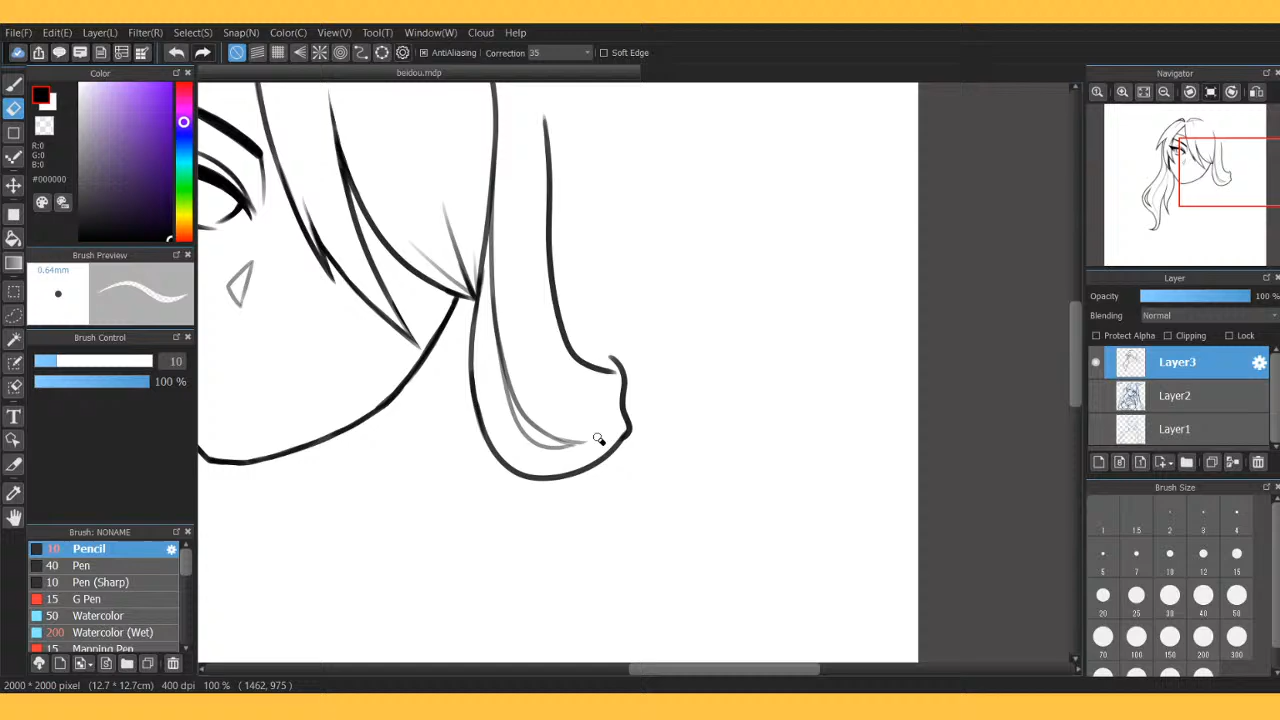 File(F) Edit(E) Layer(L) Filter(R) Select(S) Snap(N) Color(C) View(V) Tool(T) Window(W) Cloud Help
AntiAliasing Correction 35 Soft Edge
Color
beidou.mdp
Navigator
R:0
G:0
B:0
#000000
Brush Preview
0.64mm
Brush Control
10
100 %
Layer
Opacity 100 %
Blending Normal
Protect Alpha Clipping Lock
Layer3
Layer2
Layer1
Brush Size
1 1.5 2 3 4
5 7 10 12 15
20 25 30 40 50
70 100 150 200 300
Brush: NONAME
10 Pencil
40 Pen
10 Pen (Sharp)
15 G Pen
50 Watercolor
200 Watercolor (Wet)
15 Mapping Pen
2000 * 2000 pixel (12.7 * 12.7cm) 400 dpi 100 % ( 1462, 975 )